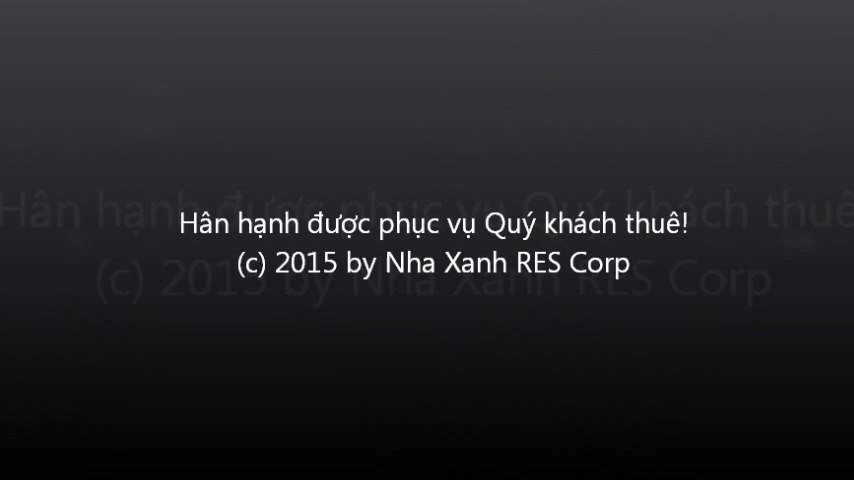 Hân hạnh được phục vụ Quý khách thuê!
(c) 2015 by Nha Xanh RES Corp